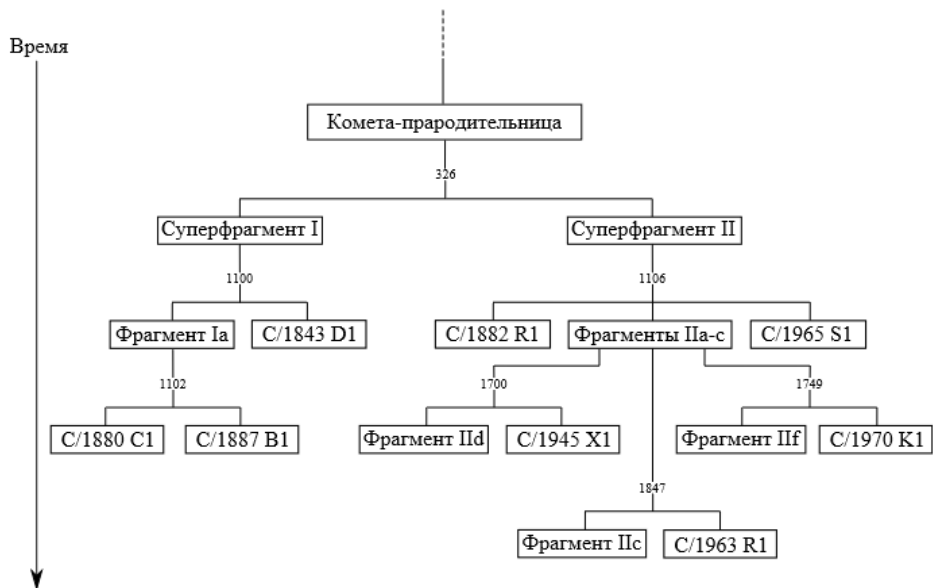 Время
Комета-прародительница
326
Суперфрагмент I
Суперфрагмент II
1100
1106
Фрагмент Ia
C/1843 D1
C/1882 R1
Фрагменты IIa-c
C/1965 S1
1102
1700
1749
C/1880 C1
C/1887 B1
Фрагмент IId
C/1945 X1
Фрагмент IIf
C/1970 K1
1847
Фрагмент IIc
C/1963 R1